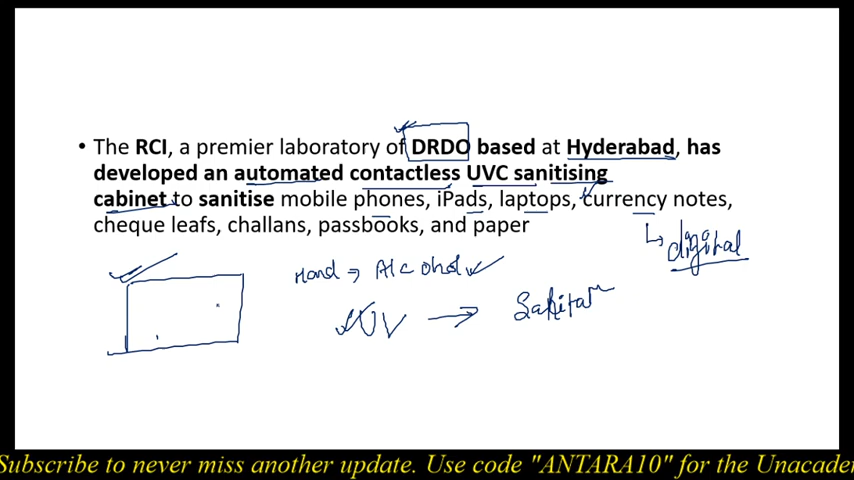 • The RCI, a premier laboratory of DRDO based at Hyderabad, has
developed an automated contactless UVC sanitising
cabinet to sanitise mobile phones, iPads, laptops, currency notes,
cheque leafs, challans, passbooks, and paper
digital
Hand → Alcohol
UV →
Subscribe to never miss another update. Use code "ANTARA10" for the Unacade